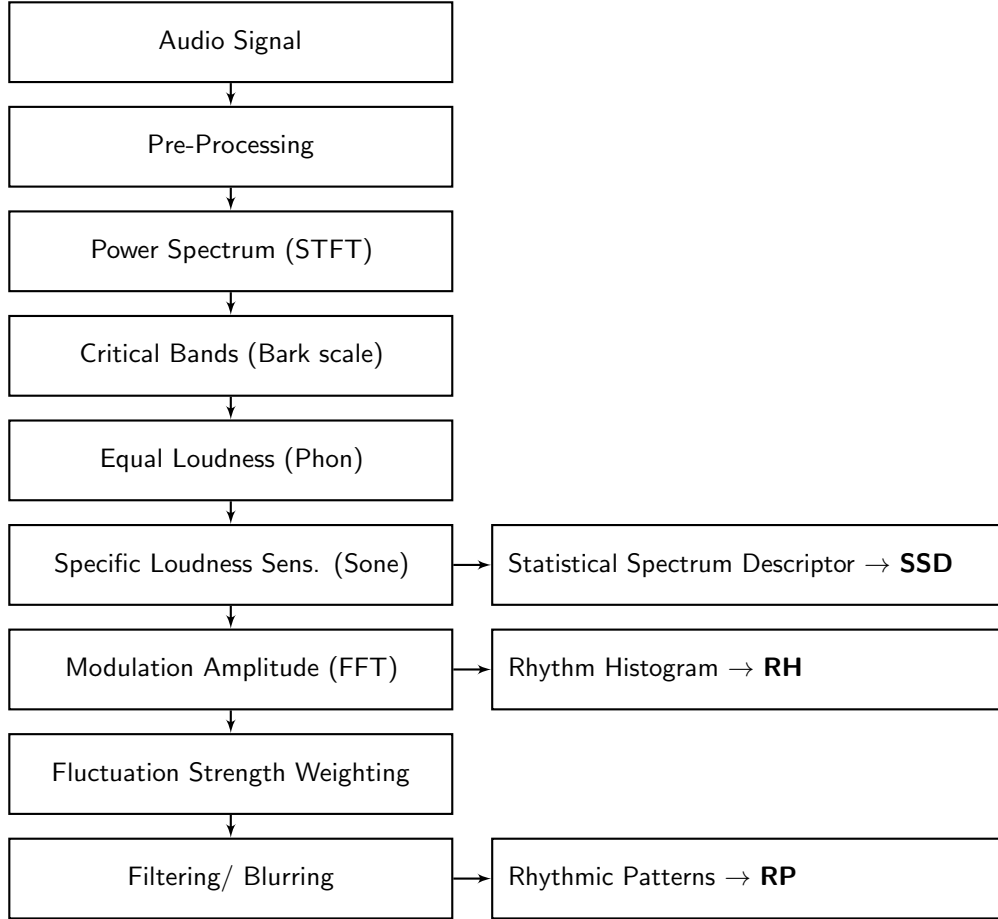 Audio Signal
Pre-Processing
Power Spectrum (STFT)
Critical Bands (Bark scale)
Equal Loudness (Phon)
Specific Loudness Sens. (Sone)
Statistical Spectrum Descriptor → SSD
Modulation Amplitude (FFT)
Rhythm Histogram → RH
Fluctuation Strength Weighting
Filtering/ Blurring
Rhythmic Patterns → RP